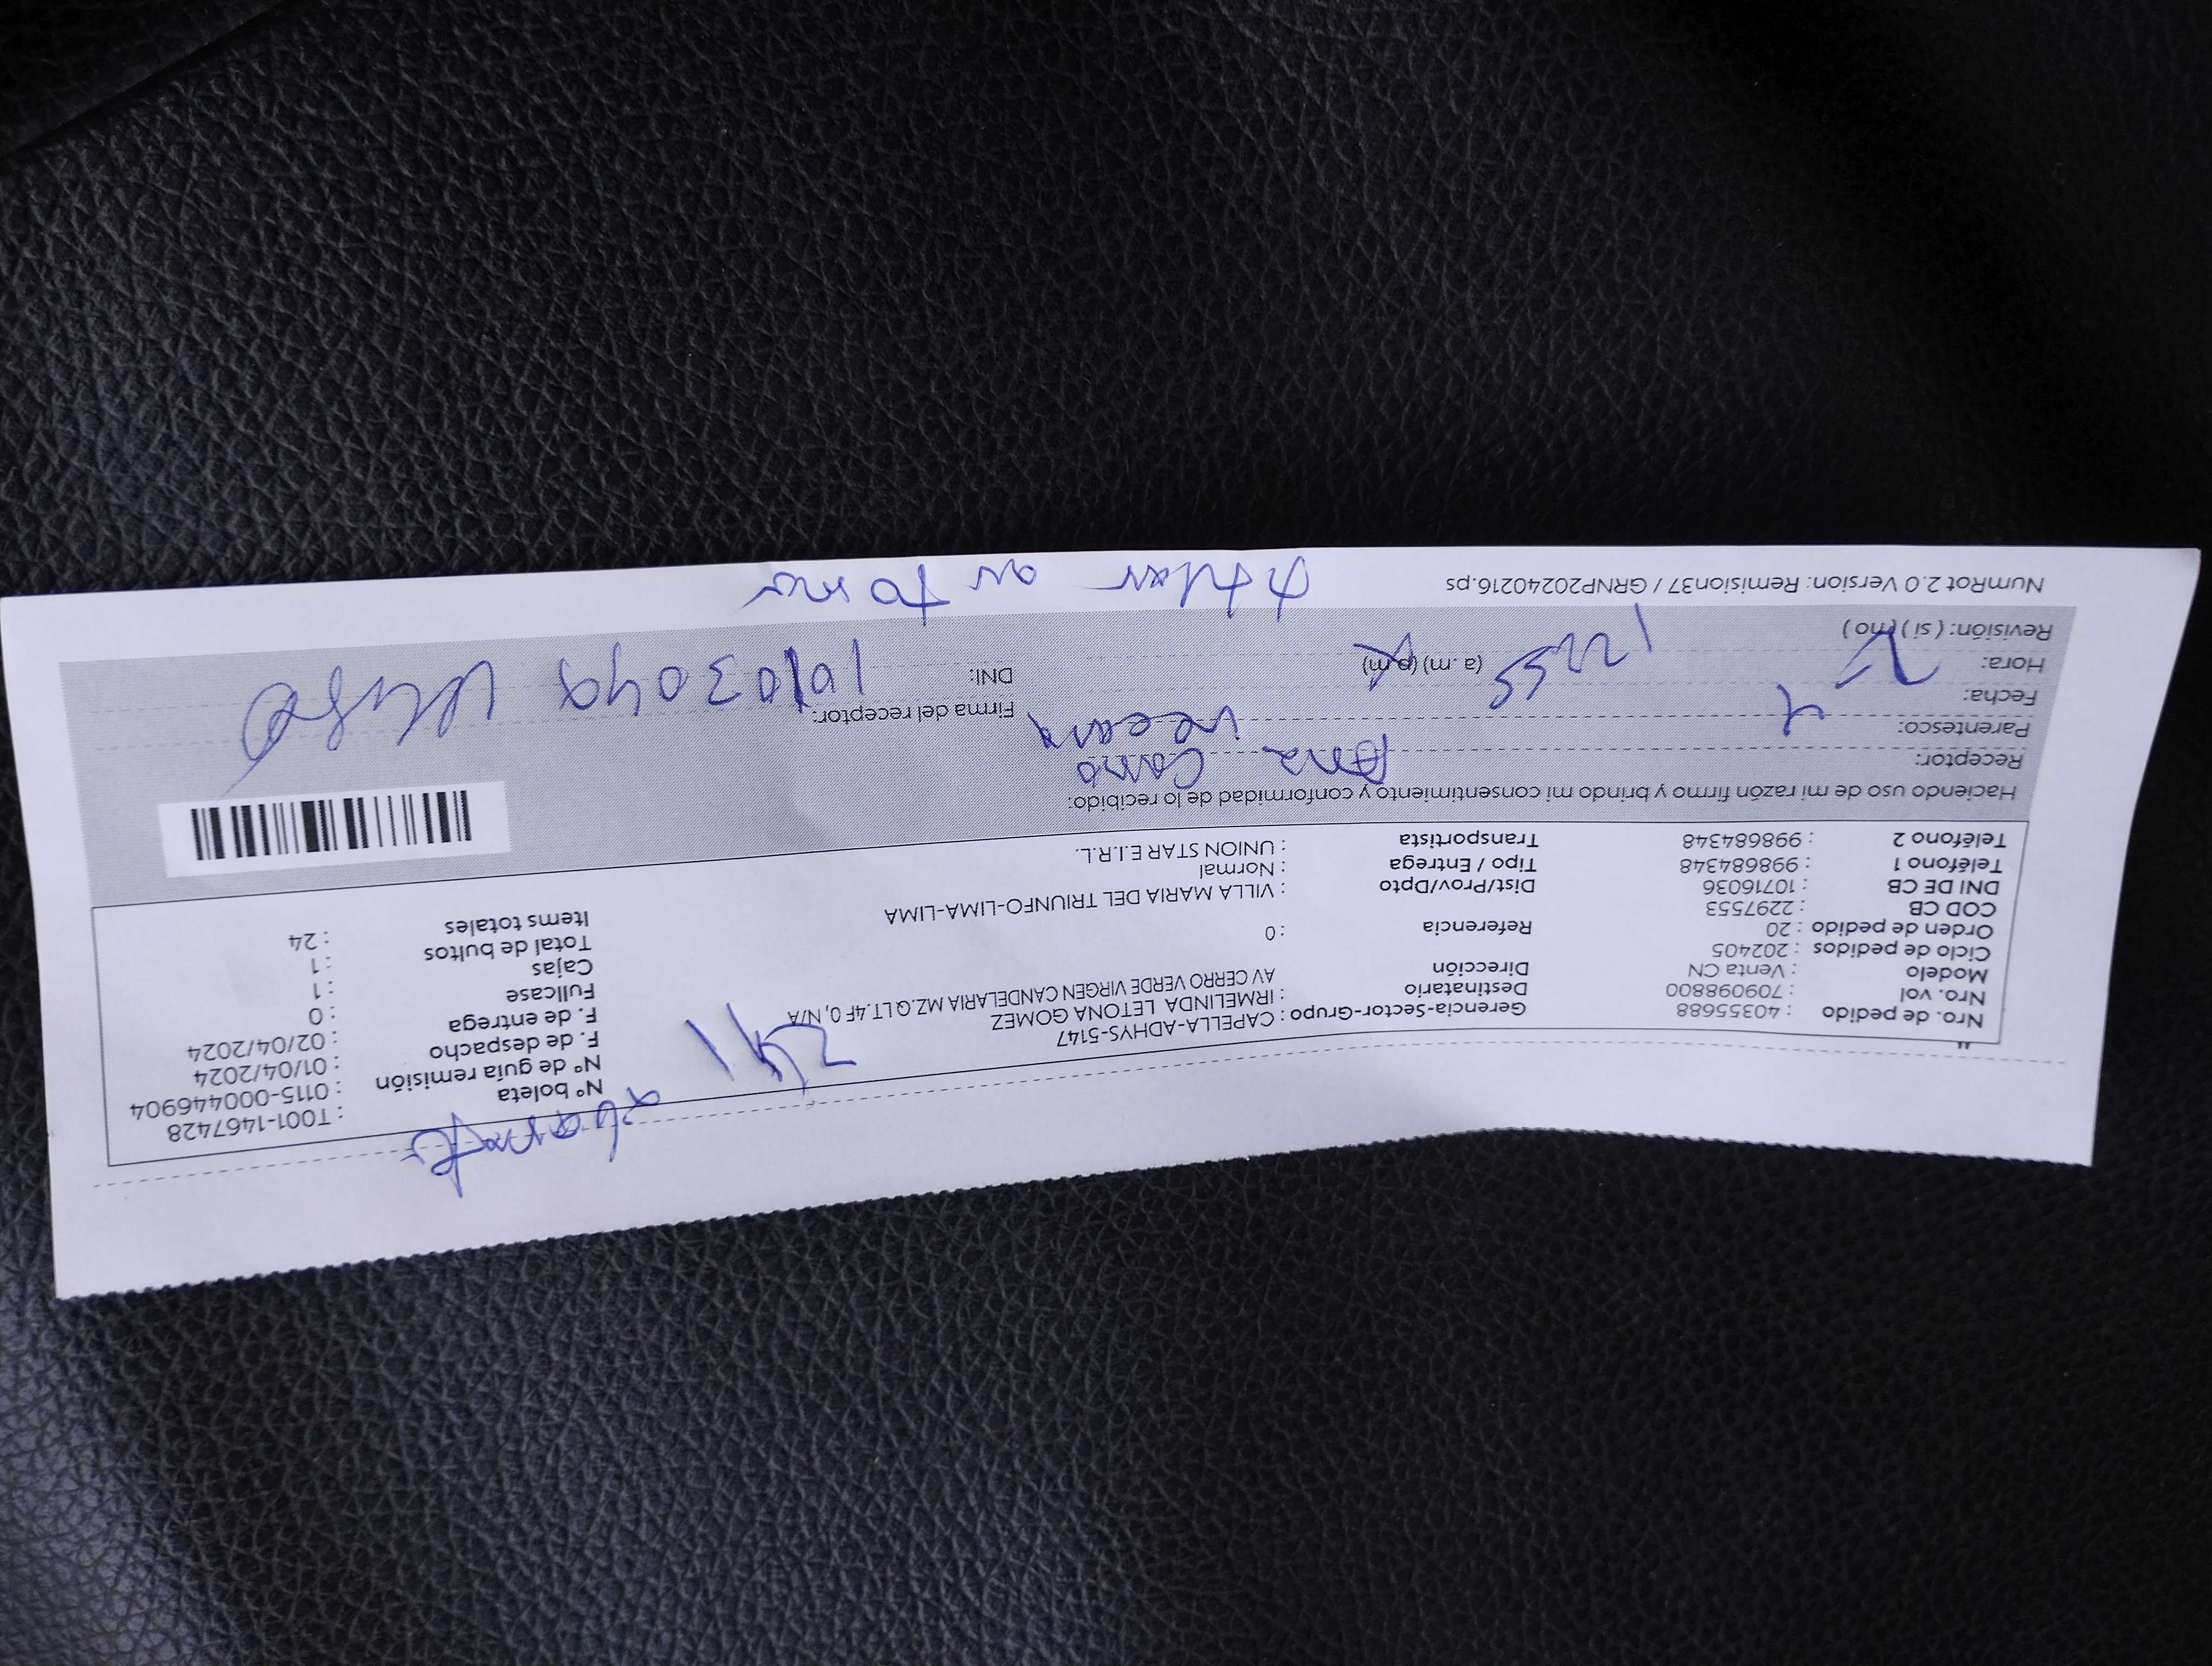 Nro. de pedido : 40355688
Nro. vol : 709098800
Modelo : Venta CN
Ciclo de pedidos : 202405
Orden de pedido : 20
COD CB : 2297553
DNI DE CB : 10716036
Teléfono 1 : 998684348
Teléfono 2 : 998684348
Gerencia-Sector-Grupo : CAPELLA-ADHYS-5147
Destinatario : IRMELINDA LETONA GOMEZ
Dirección : AV CERRO VERDE VIRGEN CANDELARIA MZ.Q LT.4F 0, N/A
Referencia : 0
Dist/Prov/Dpto : VILLA MARIA DEL TRIUNFO-LIMA-LIMA
Tipo / Entrega : Normal
Transportista : UNION STAR E.I.R.L.
Nº boleta : T001-1467428
Nº de guía remisión : 0115-000446904
F. de despacho : 01/04/2024
F. de entrega : 02/04/2024
Fullcase : 0
Cajas : 1
Total de bultos : 1
Items totales : 24
Haciendo uso de mi razón firmo y brindo mi consentimiento y conformidad de lo recibido:
Receptor: Ana
Parentesco:
Fecha:
Hora: (a.m) (p.m)
Revisión: ( si ) ( no )
Firma del receptor:
DNI:
NumRot 2.0 Version: Remision37 / GRNP20240216.ps